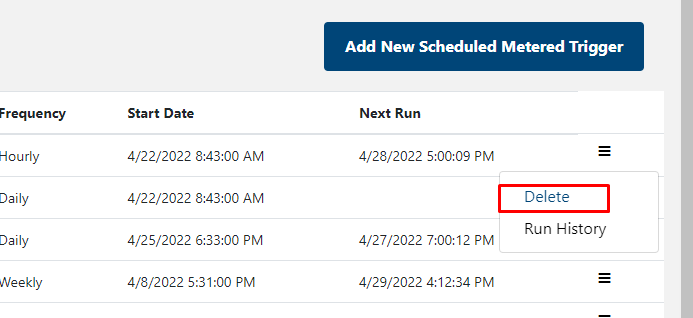 Add New Scheduled Metered Trigger
Frequency Start Date Next Run
Hourly 4/22/2022 8:43:00 AM 4/28/2022 5:00:09 PM
Daily 4/22/2022 8:43:00 AM
Delete
Run History
Daily 4/25/2022 6:33:00 PM 4/27/2022 7:00:12 PM
Weekly 4/8/2022 5:31:00 PM 4/29/2022 4:12:34 PM